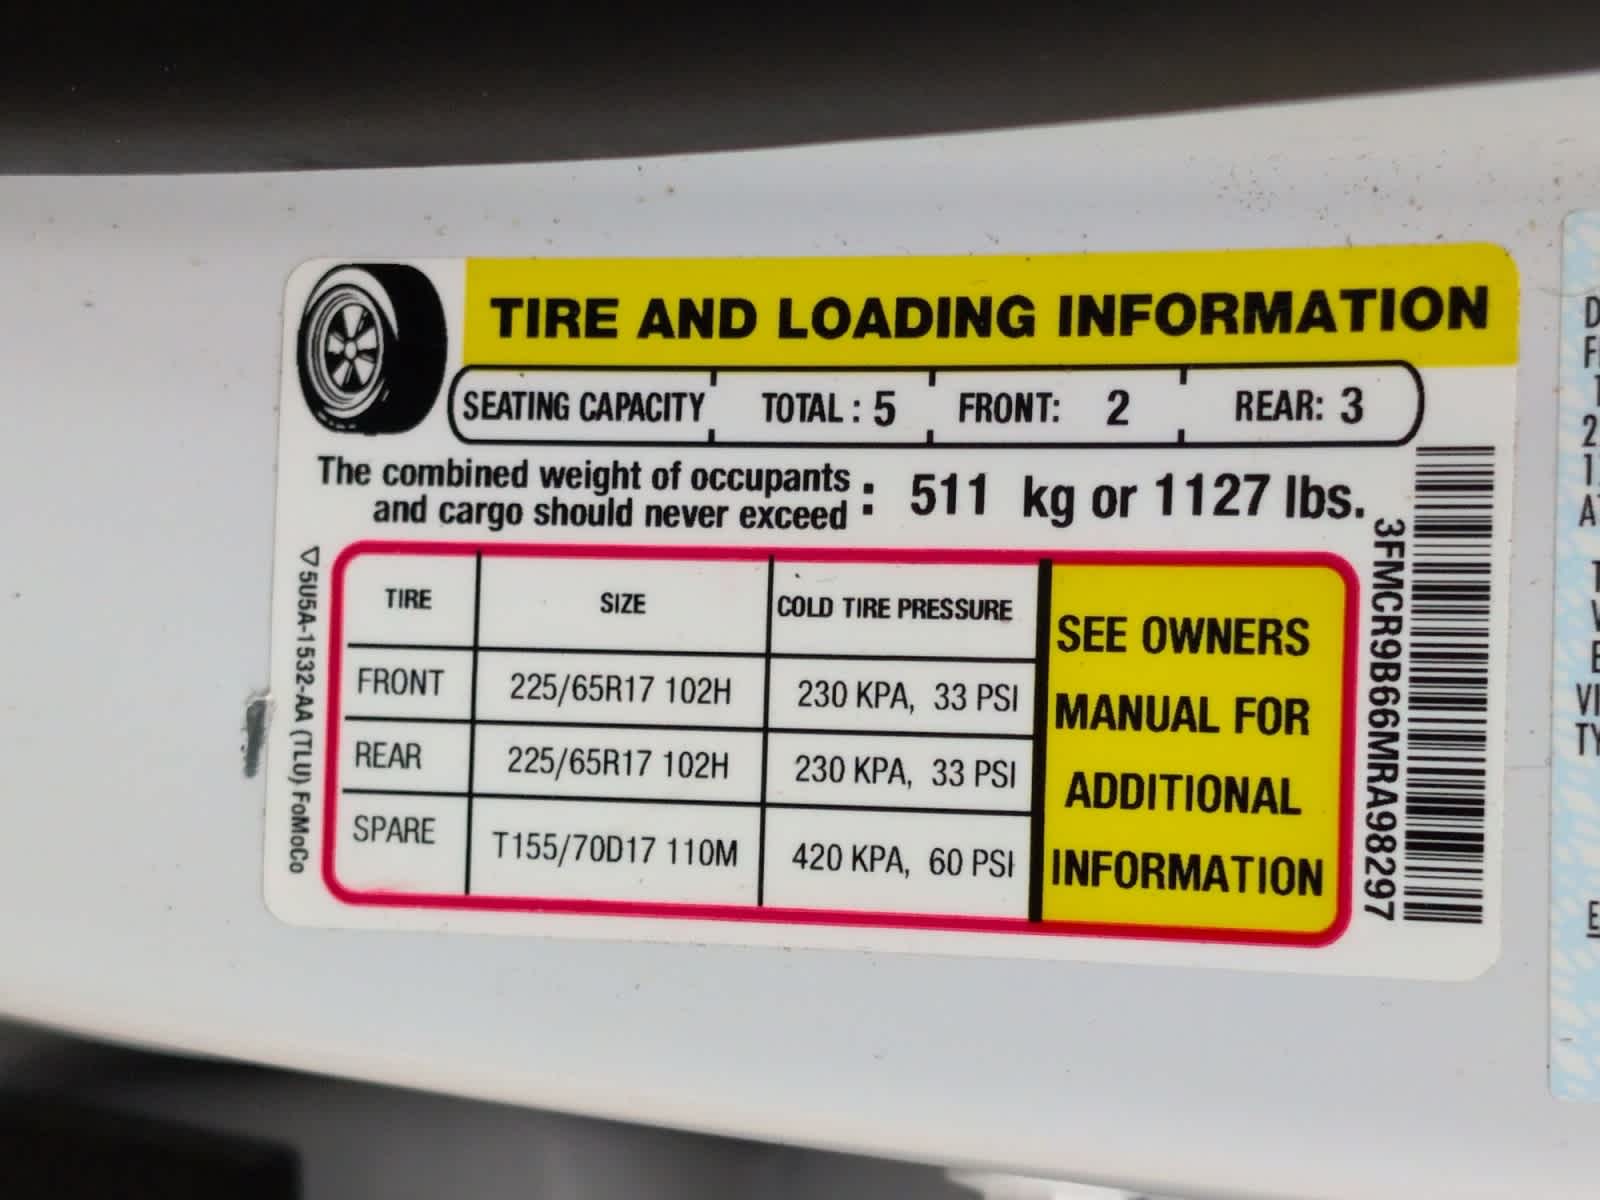 TIRE AND LOADING INFORMATION
SEATING CAPACITY TOTAL : 5 FRONT: 2 REAR: 3
The combined weight of occupants
and cargo should never exceed : 511 kg or 1127 lbs.
TIRE SIZE COLD TIRE PRESSURE
FRONT 225/65R17 102H 230 KPA, 33 PSI
REAR 225/65R17 102H 230 KPA, 33 PSI
SPARE T155/70D17 110M 420 KPA, 60 PSI
SEE OWNERS
MANUAL FOR
ADDITIONAL
INFORMATION
3FMCR9B66MRA98297
5U5A-1532-AA (TLU) FoMoCo